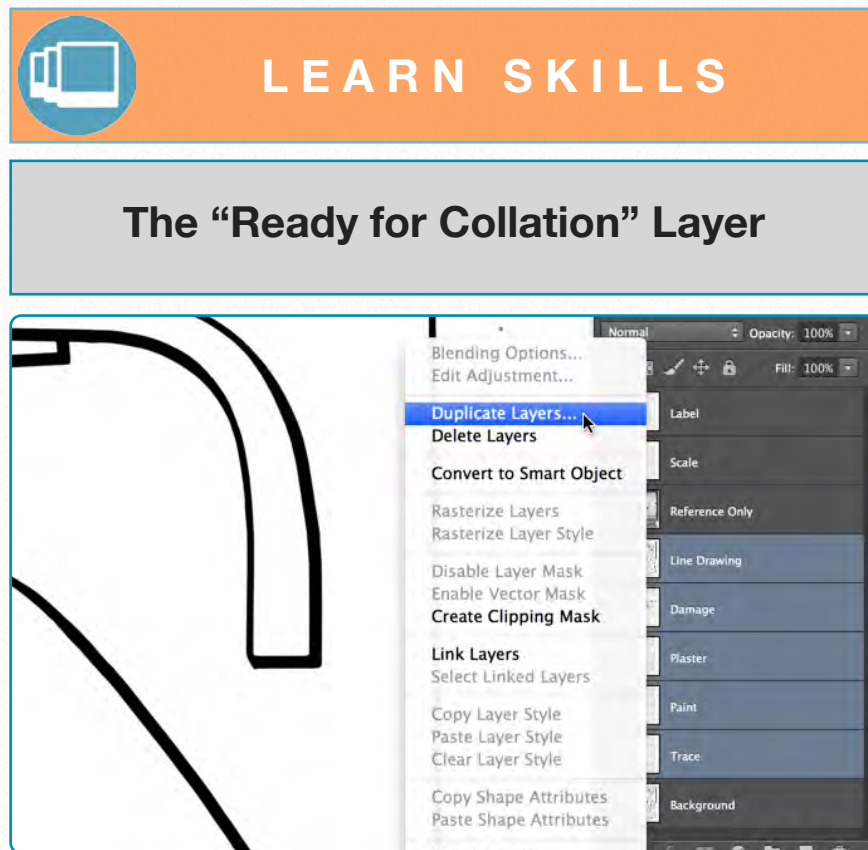 LEARN SKILLS
The “Ready for Collation” Layer
Normal Opacity: 100%
Fill: 100%
Blending Options...
Edit Adjustment...
Duplicate Layers...
Delete Layers
Convert to Smart Object
Rasterize Layers
Rasterize Layer Style
Disable Layer Mask
Enable Vector Mask
Create Clipping Mask
Link Layers
Select Linked Layers
Copy Layer Style
Paste Layer Style
Clear Layer Style
Copy Shape Attributes
Paste Shape Attributes
Label
Scale
Reference Only
Line Drawing
Damage
Plaster
Paint
Trace
Background